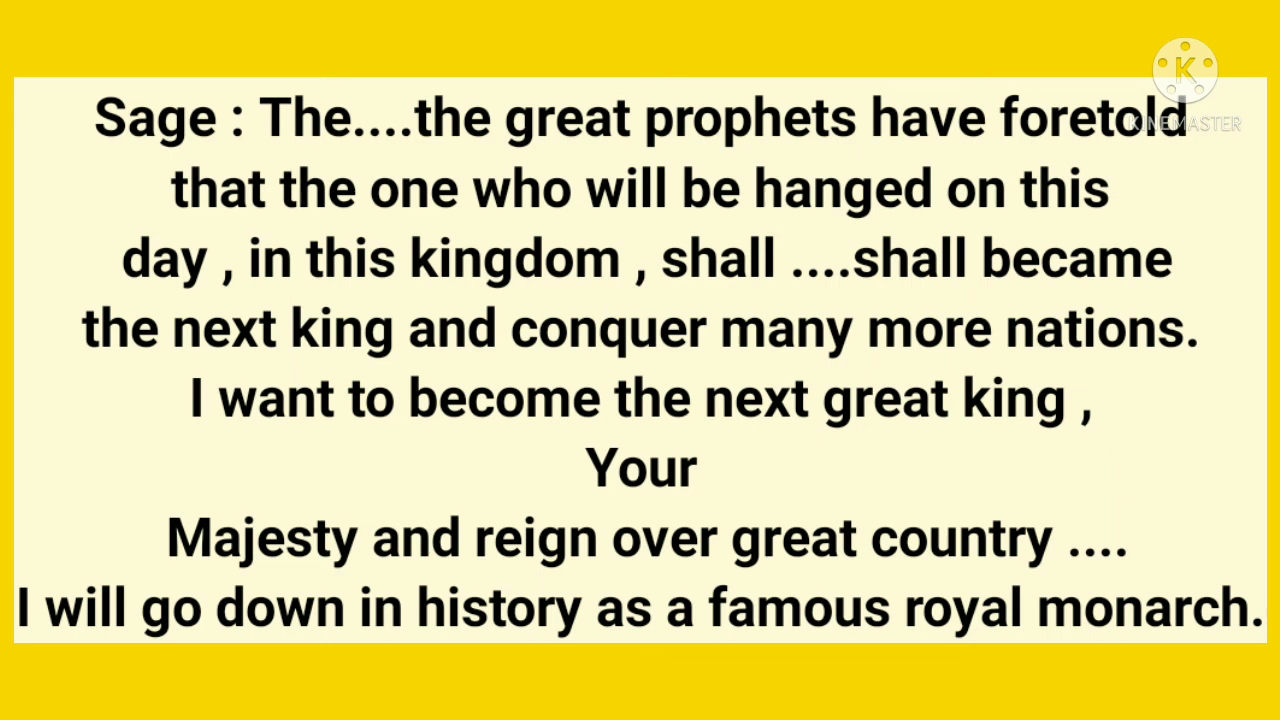 K
KINEMASTER
Sage : The....the great prophets have foretold
that the one who will be hanged on this
day , in this kingdom , shall ....shall became
the next king and conquer many more nations.
I want to become the next great king ,
Your
Majesty and reign over great country ....
I will go down in history as a famous royal monarch.